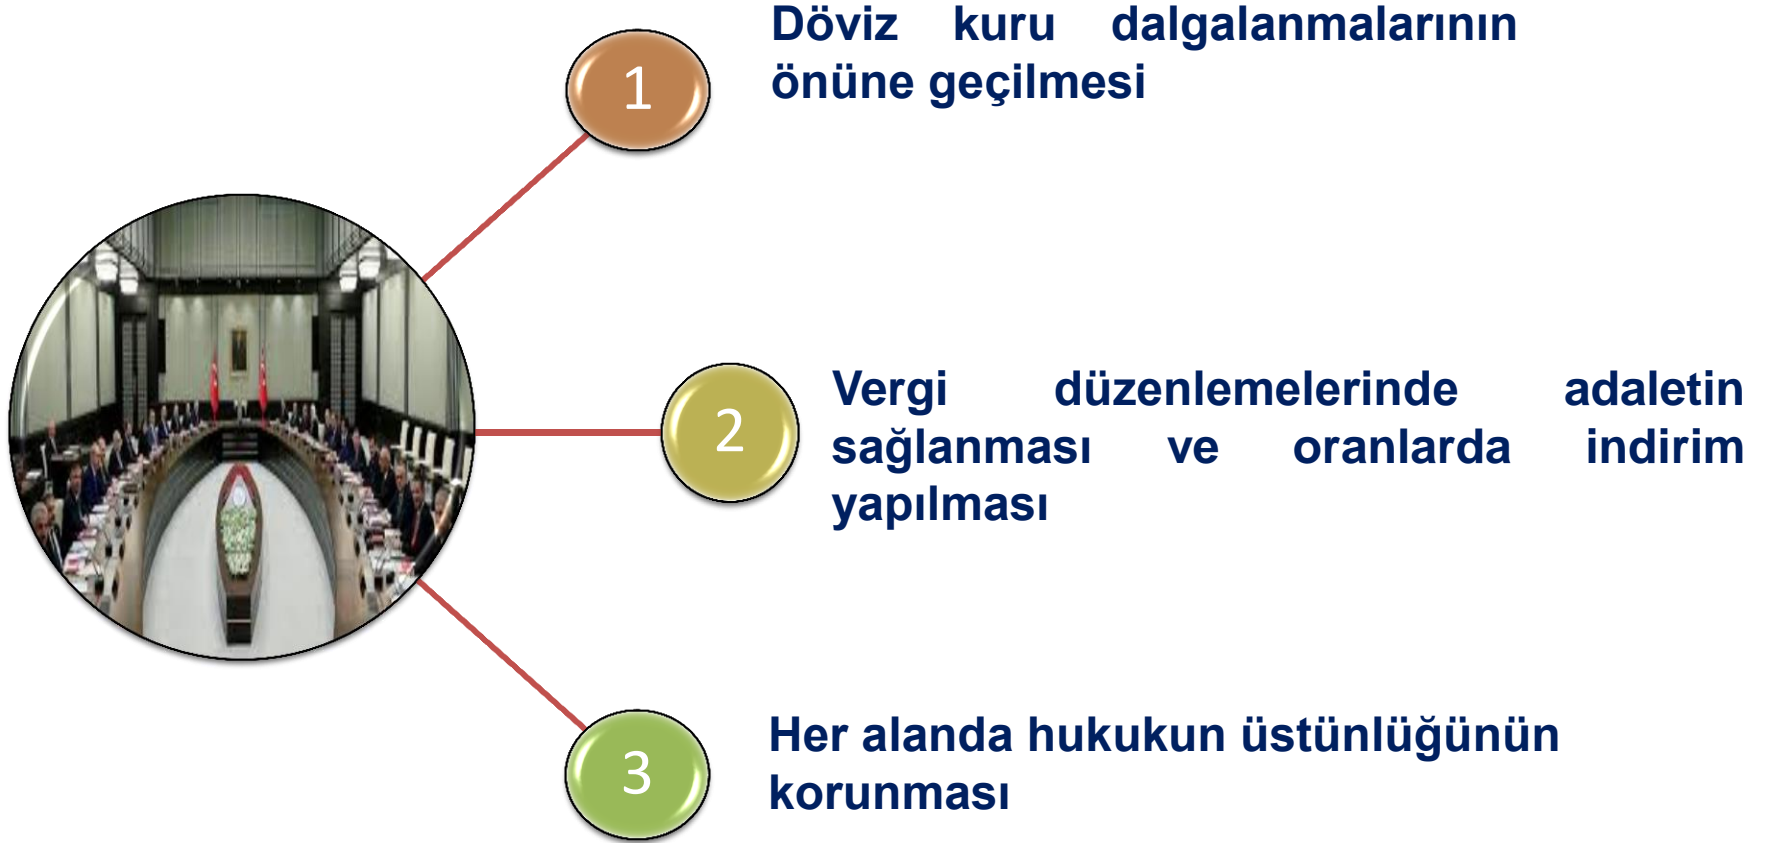 1
Döviz kuru dalgalanmalarının
önüne geçilmesi
2
Vergi düzenlemelerinde adaletin
sağlanması ve oranlarda indirim
yapılması
3
Her alanda hukukun üstünlüğünün
korunması